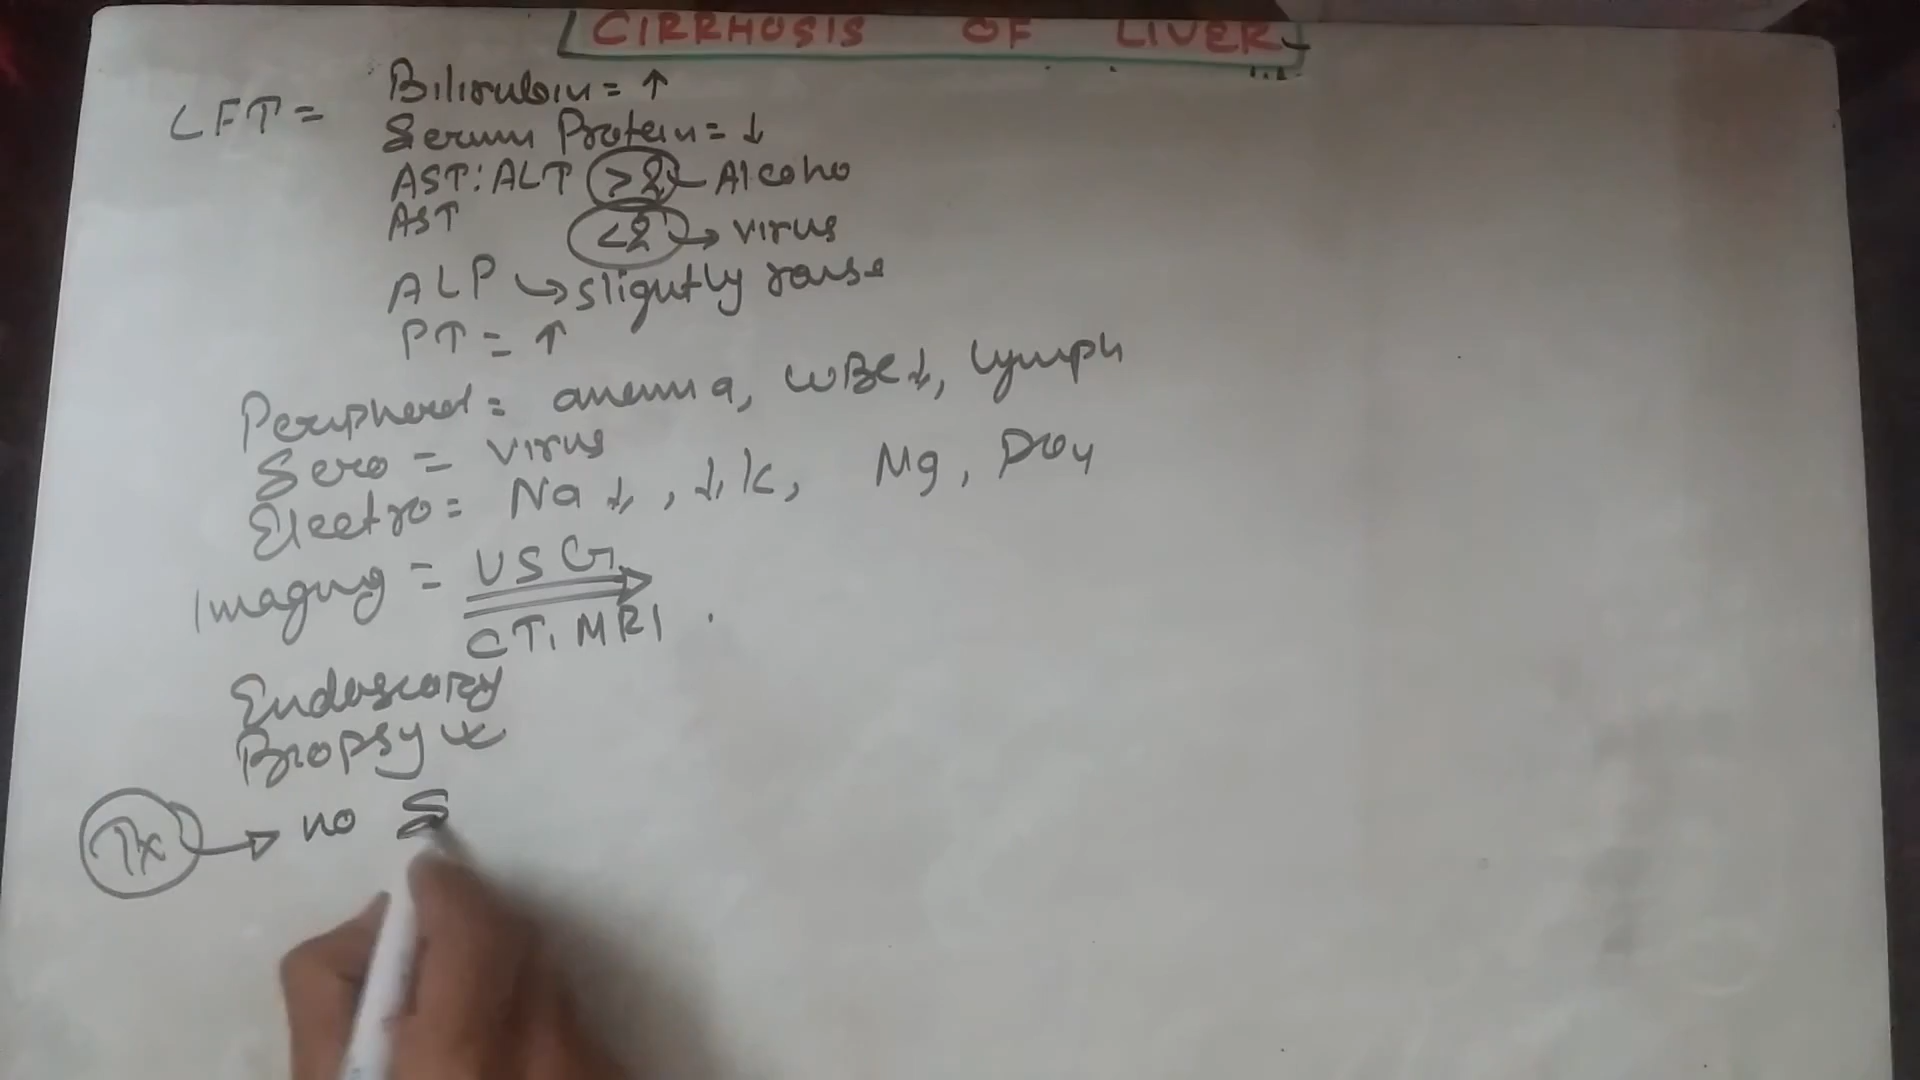 CIRRHOSIS OF LIVER
LFT = Bilirubin = ↑
Serum Protein = ↓
AST:ALT >2 Alcoho
AST <2 → virus
ALP → slightly raise
PT = ↑
Peripheral = anemia, WBC↓, lymph
Sero = virus
Electro = Na↓, ↓K, Mg, PO4
Imaging = USG
CT, MRI
Endoscopy
Biopsy
Tx → no S